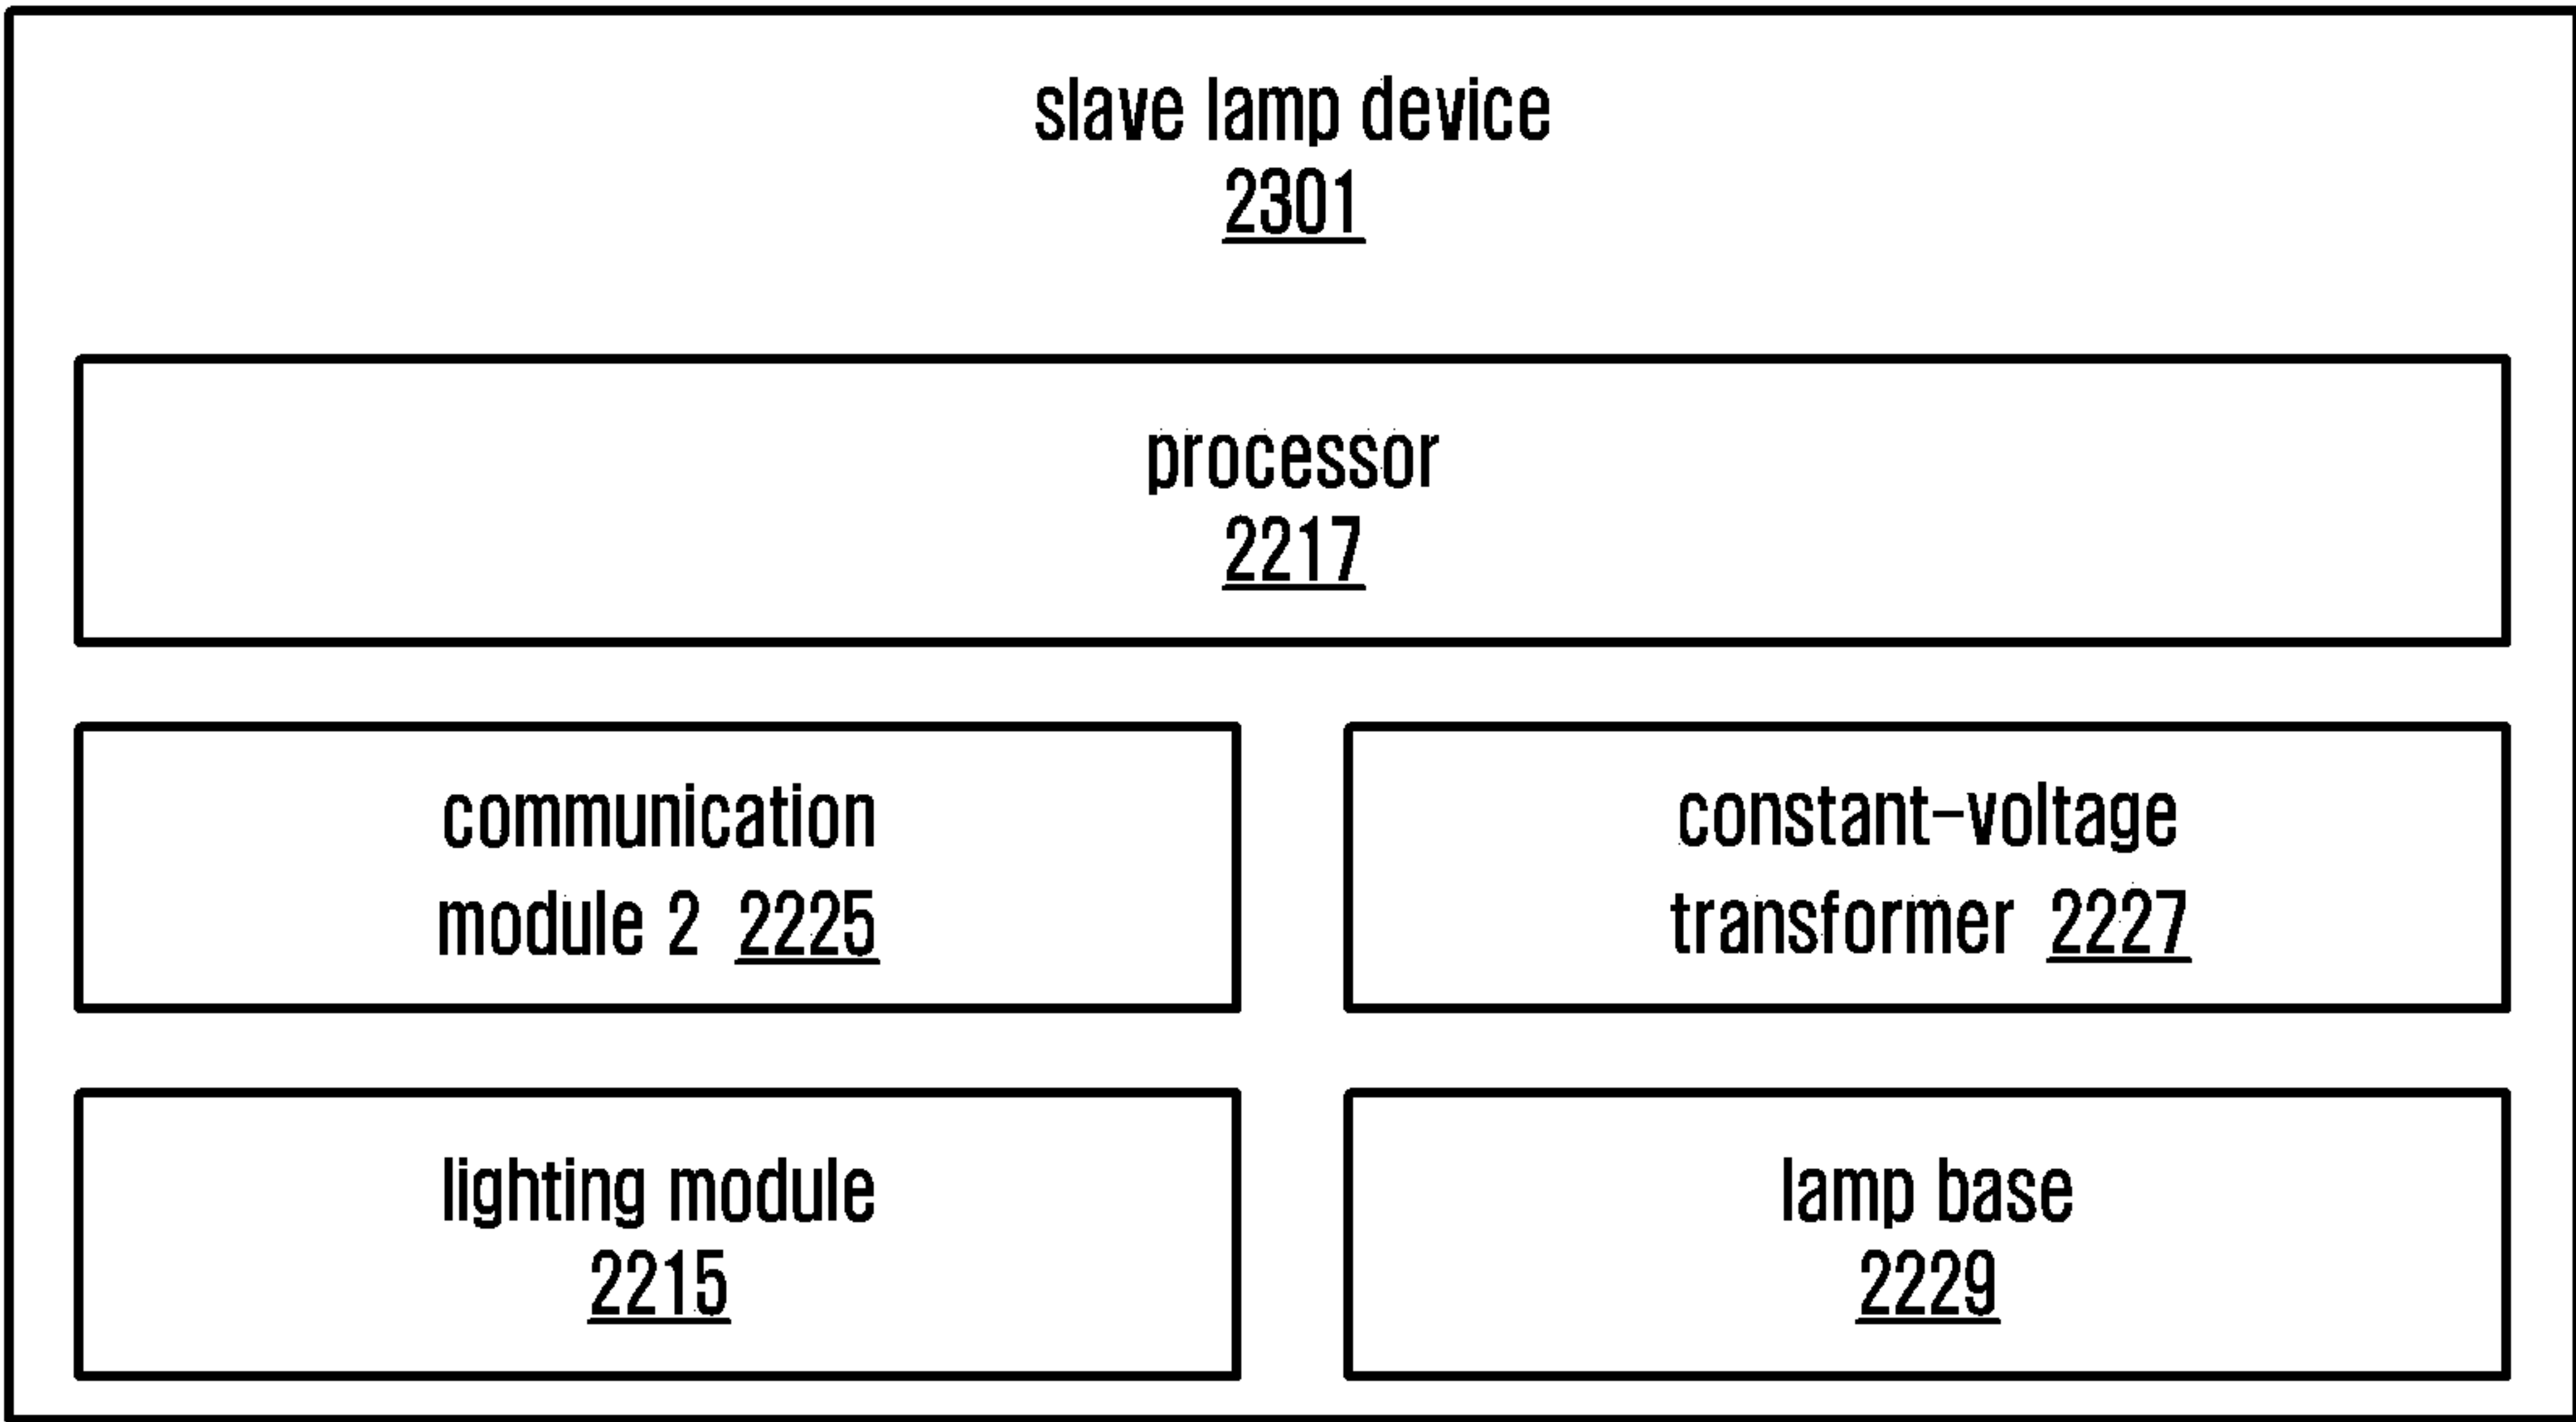 slave lamp device
2301
processor
2217
communication
module 2 2225
constant-voltage
transformer 2227
lighting module
2215
lamp base
2229